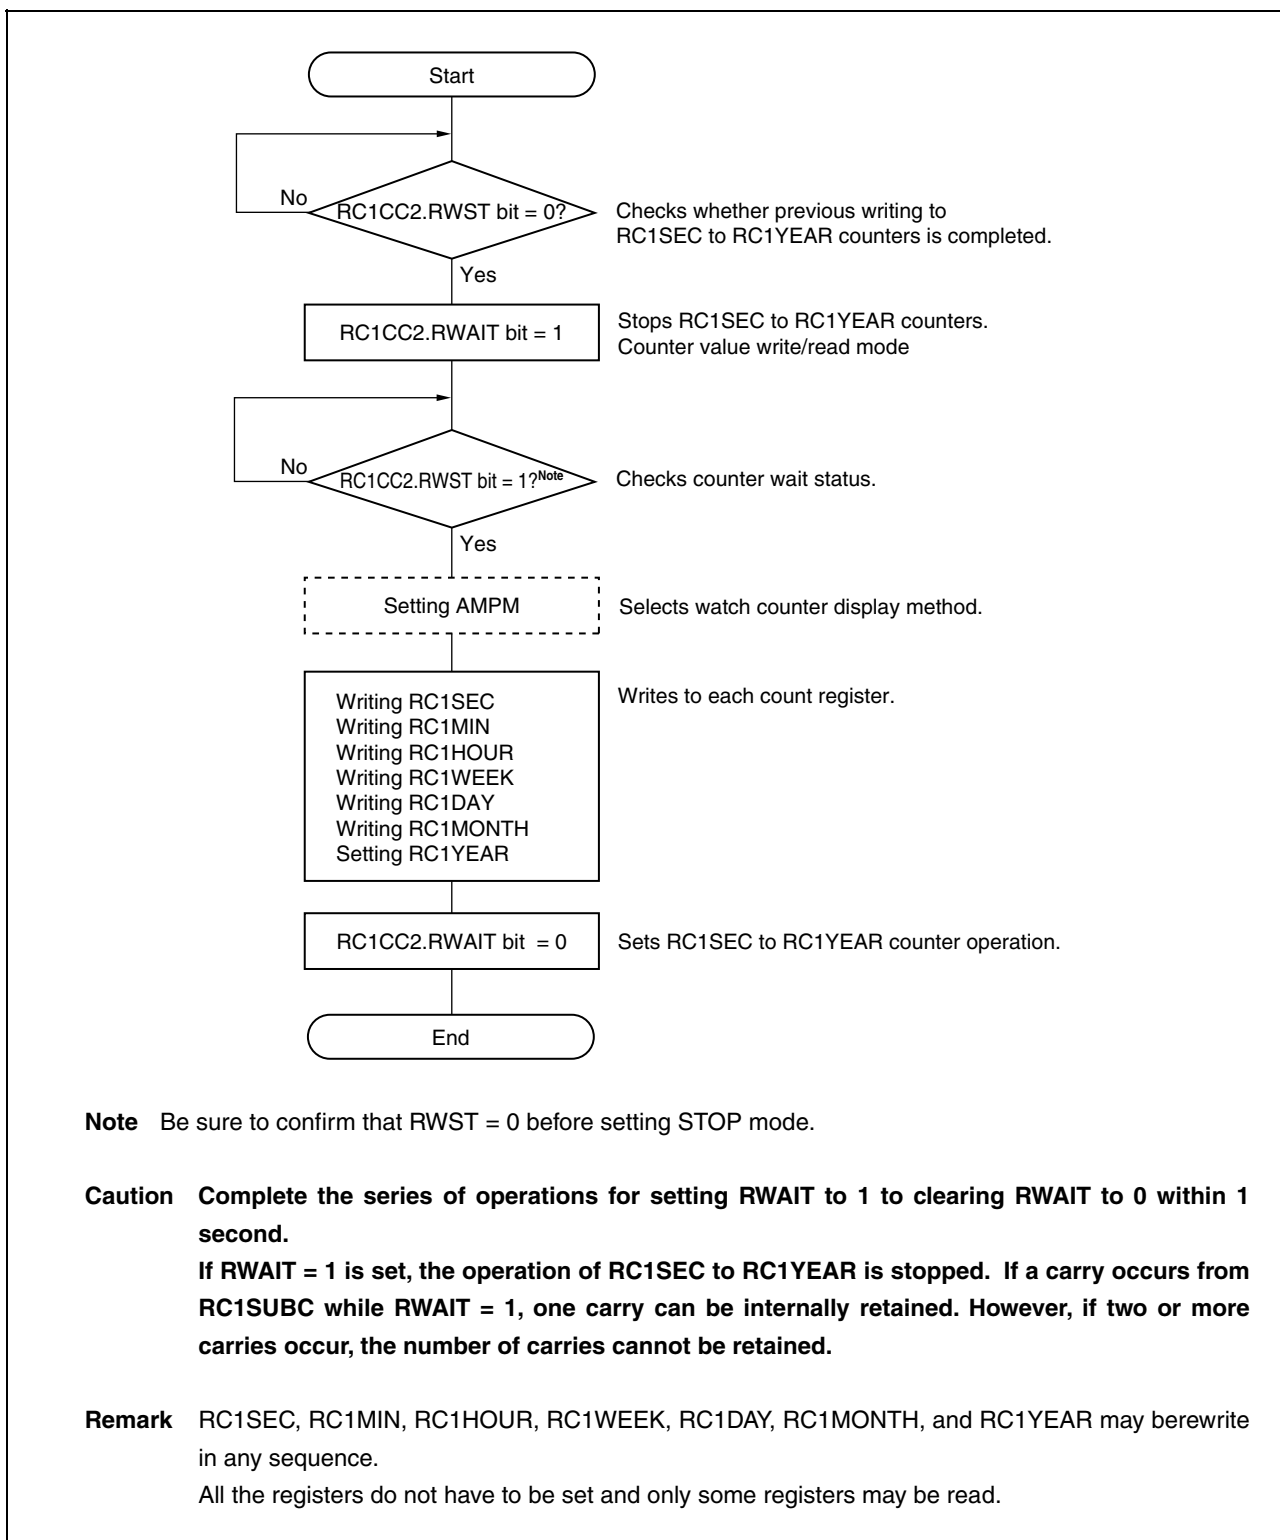 Start
No
RC1CC2.RWST bit = 0?
Checks whether previous writing to
RC1SEC to RC1YEAR counters is completed.
Yes
RC1CC2.RWAIT bit = 1
Stops RC1SEC to RC1YEAR counters.
Counter value write/read mode
No
RC1CC2.RWST bit = 1?Note
Checks counter wait status.
Yes
Setting AMPM
Selects watch counter display method.
Writing RC1SEC
Writing RC1MIN
Writing RC1HOUR
Writing RC1WEEK
Writing RC1DAY
Writing RC1MONTH
Setting RC1YEAR
Writes to each count register.
RC1CC2.RWAIT bit = 0
Sets RC1SEC to RC1YEAR counter operation.
End
Note Be sure to confirm that RWST = 0 before setting STOP mode.
Caution Complete the series of operations for setting RWAIT to 1 to clearing RWAIT to 0 within 1
second.
If RWAIT = 1 is set, the operation of RC1SEC to RC1YEAR is stopped. If a carry occurs from
RC1SUBC while RWAIT = 1, one carry can be internally retained. However, if two or more
carries occur, the number of carries cannot be retained.
Remark RC1SEC, RC1MIN, RC1HOUR, RC1WEEK, RC1DAY, RC1MONTH, and RC1YEAR may berewrite
in any sequence.
All the registers do not have to be set and only some registers may be read.